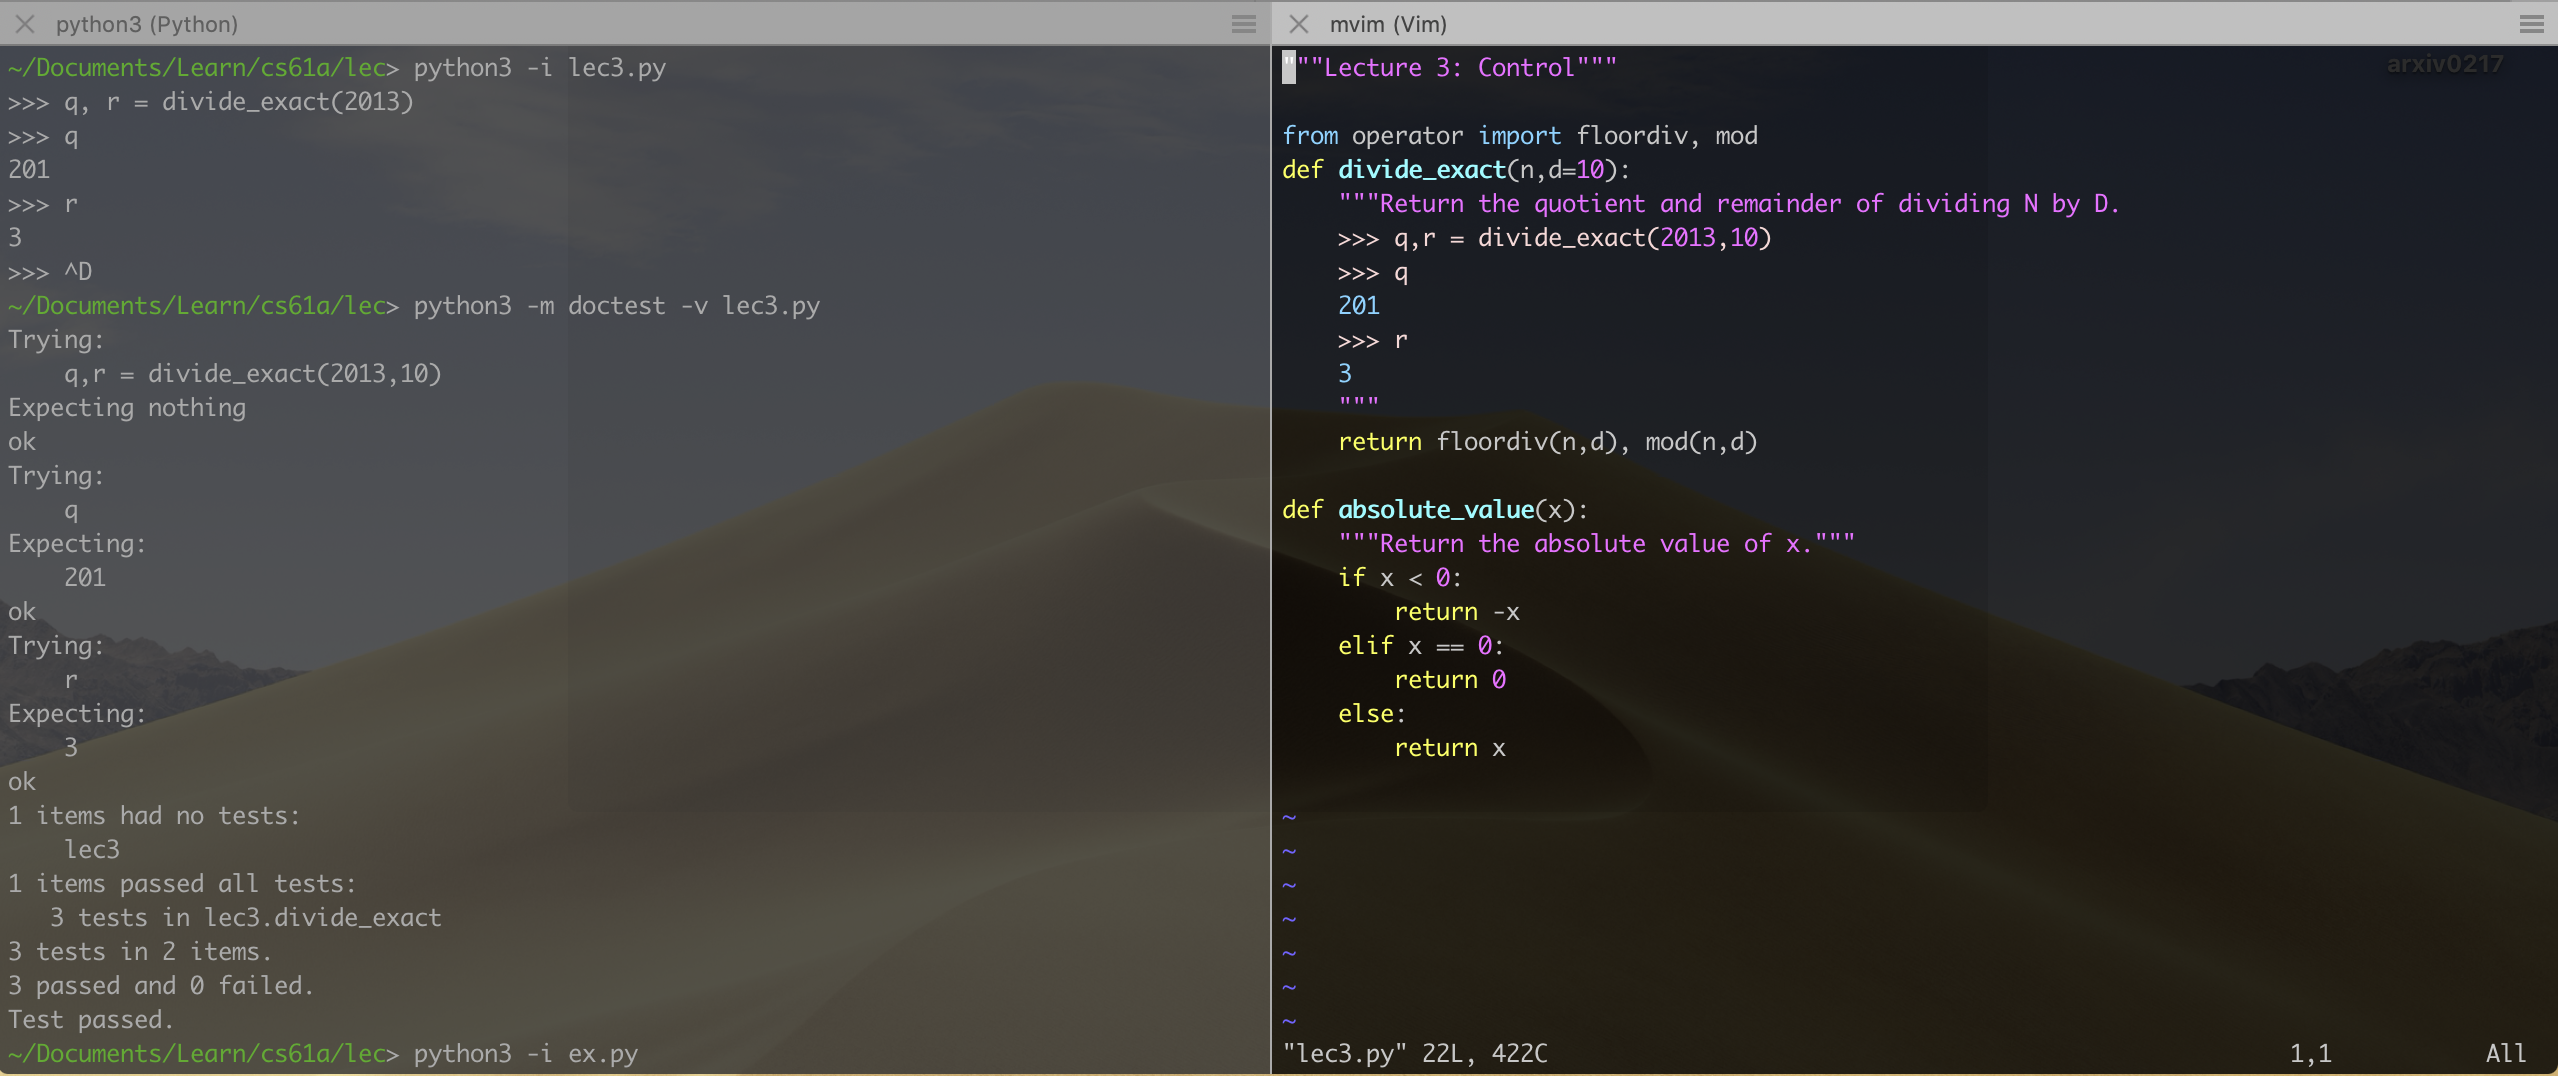 python3 (Python)
~/Documents/Learn/cs61a/lec> python3 -i lec3.py
>>> q, r = divide_exact(2013)
>>> q
201
>>> r
3
>>> ^D
~/Documents/Learn/cs61a/lec> python3 -m doctest -v lec3.py
Trying:
    q,r = divide_exact(2013,10)
Expecting nothing
ok
Trying:
    q
Expecting:
    201
ok
Trying:
    r
Expecting:
    3
ok
1 items had no tests:
    lec3
1 items passed all tests:
   3 tests in lec3.divide_exact
3 tests in 2 items.
3 passed and 0 failed.
Test passed.
~/Documents/Learn/cs61a/lec> python3 -i ex.py
mvim (Vim)
arxiv0217
"""Lecture 3: Control"""

from operator import floordiv, mod
def divide_exact(n,d=10):
    """Return the quotient and remainder of dividing N by D.
    >>> q,r = divide_exact(2013,10)
    >>> q
    201
    >>> r
    3
    """
    return floordiv(n,d), mod(n,d)

def absolute_value(x):
    """Return the absolute value of x."""
    if x < 0:
        return -x
    elif x == 0:
        return 0
    else:
        return x

~
~
~
~
~
~
~
"lec3.py" 22L, 422C 1,1 All